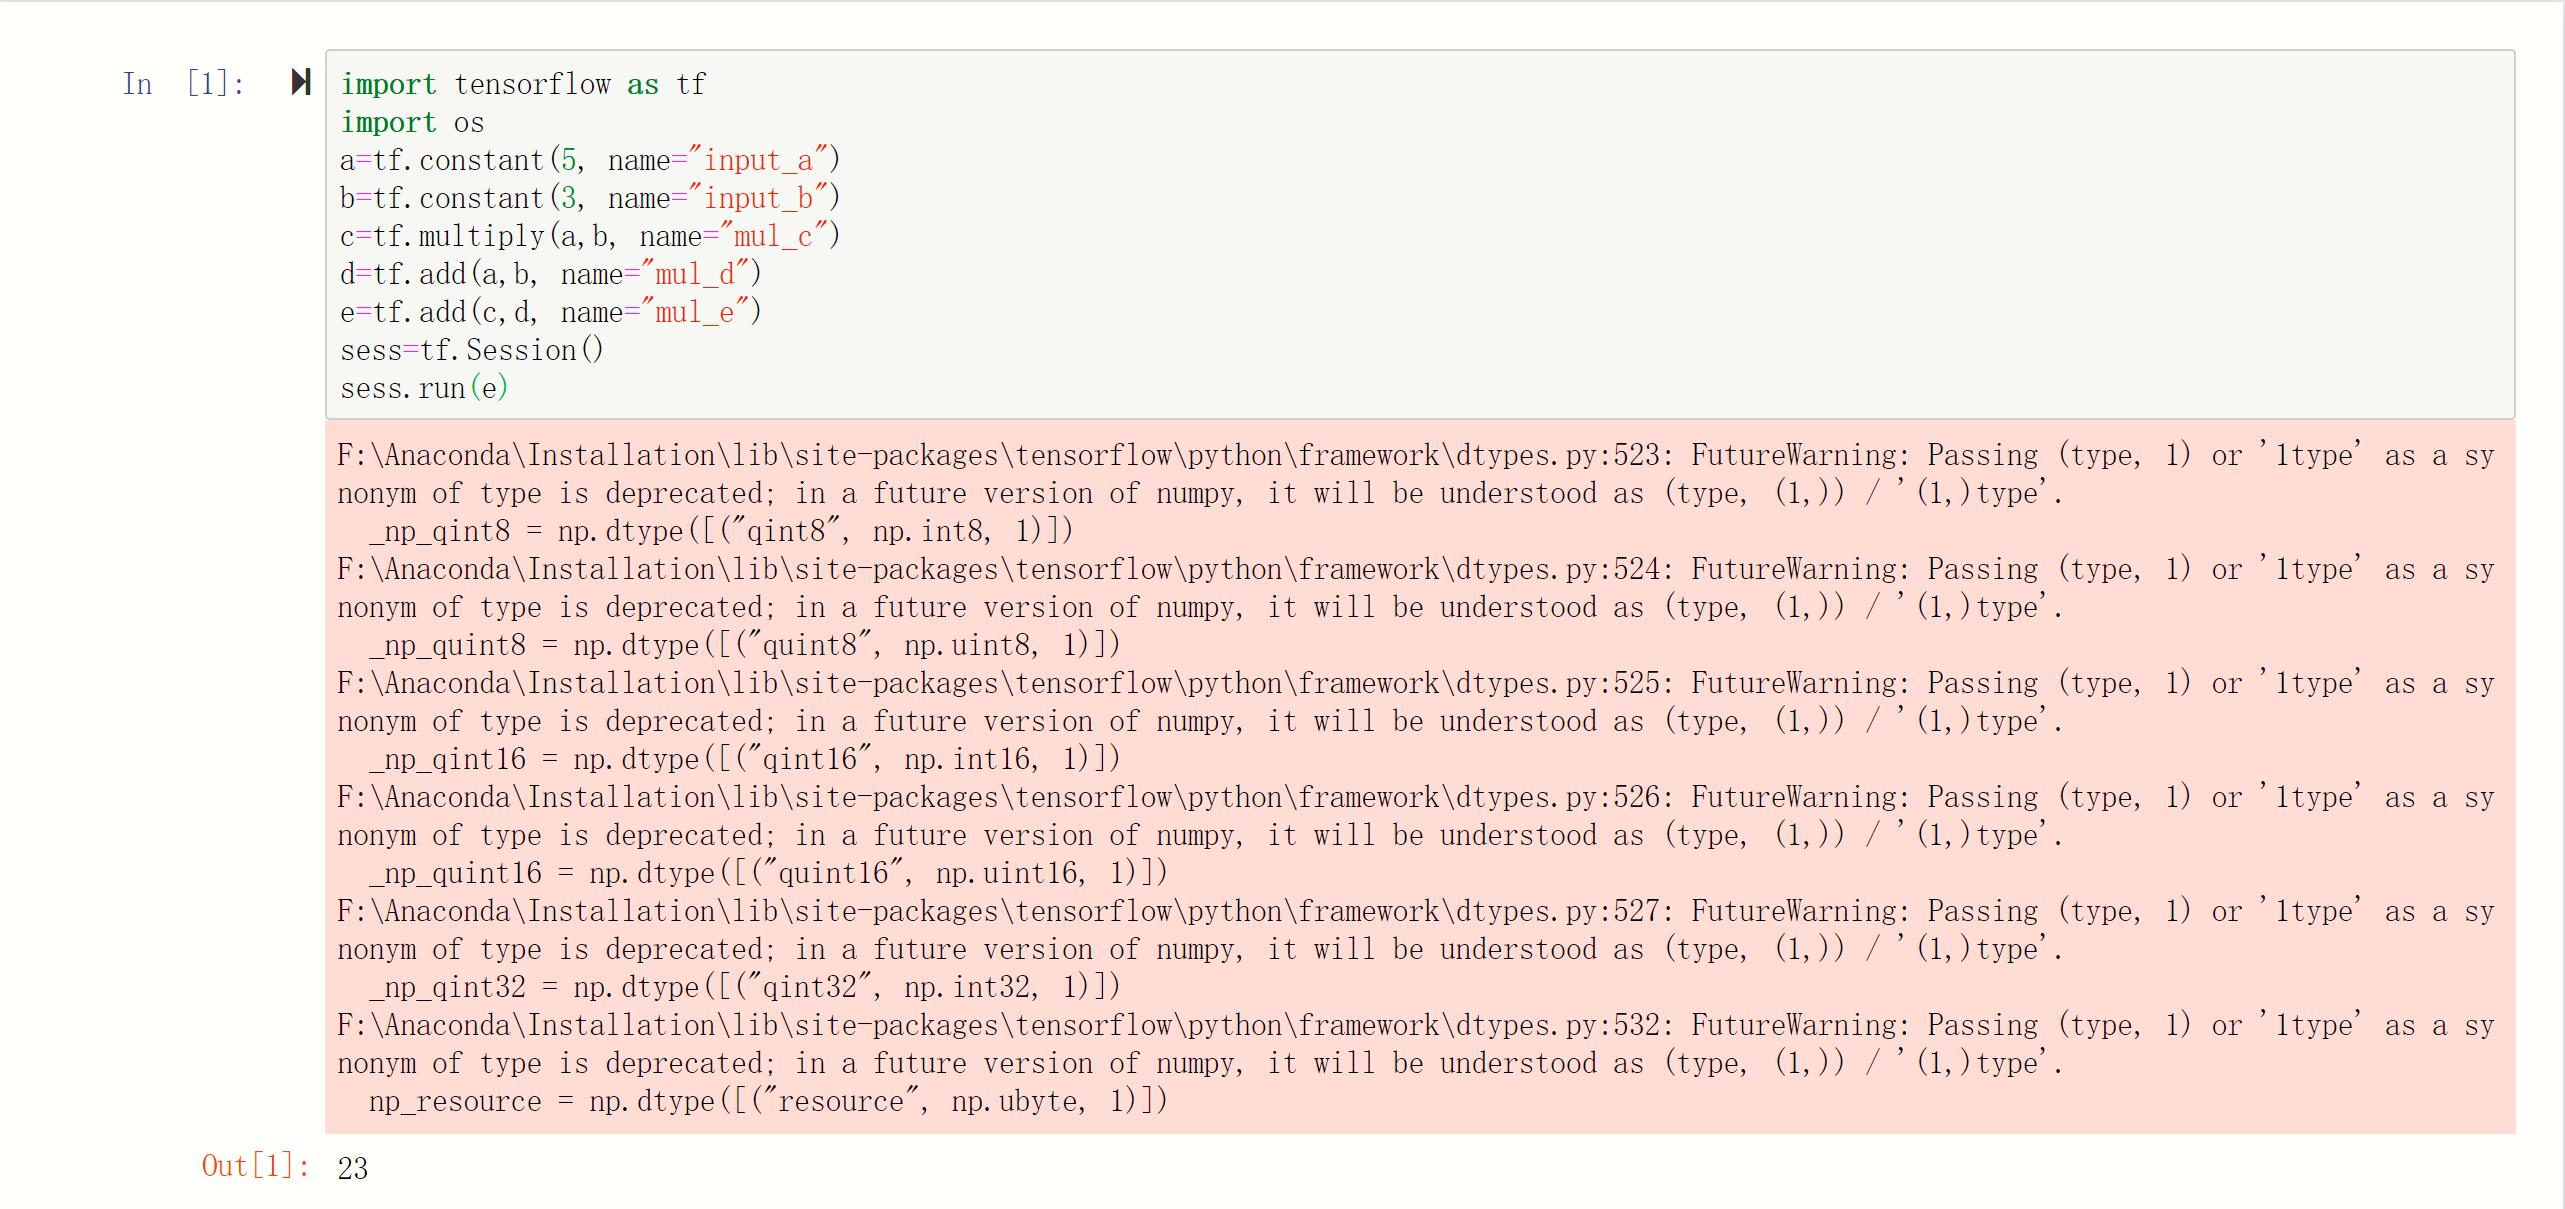 In [1]:
import tensorflow as tf
import os
a=tf.constant(5, name="input_a")
b=tf.constant(3, name="input_b")
c=tf.multiply(a,b, name="mul_c")
d=tf.add(a,b, name="mul_d")
e=tf.add(c,d, name="mul_e")
sess=tf.Session()
sess.run(e)
F:\Anaconda\Installation\lib\site-packages\tensorflow\python\framework\dtypes.py:523: FutureWarning: Passing (type, 1) or '1type' as a sy
nonym of type is deprecated; in a future version of numpy, it will be understood as (type, (1,)) / '(1,)type'.
  _np_qint8 = np.dtype([("qint8", np.int8, 1)])
F:\Anaconda\Installation\lib\site-packages\tensorflow\python\framework\dtypes.py:524: FutureWarning: Passing (type, 1) or '1type' as a sy
nonym of type is deprecated; in a future version of numpy, it will be understood as (type, (1,)) / '(1,)type'.
  _np_quint8 = np.dtype([("quint8", np.uint8, 1)])
F:\Anaconda\Installation\lib\site-packages\tensorflow\python\framework\dtypes.py:525: FutureWarning: Passing (type, 1) or '1type' as a sy
nonym of type is deprecated; in a future version of numpy, it will be understood as (type, (1,)) / '(1,)type'.
  _np_qint16 = np.dtype([("qint16", np.int16, 1)])
F:\Anaconda\Installation\lib\site-packages\tensorflow\python\framework\dtypes.py:526: FutureWarning: Passing (type, 1) or '1type' as a sy
nonym of type is deprecated; in a future version of numpy, it will be understood as (type, (1,)) / '(1,)type'.
  _np_quint16 = np.dtype([("quint16", np.uint16, 1)])
F:\Anaconda\Installation\lib\site-packages\tensorflow\python\framework\dtypes.py:527: FutureWarning: Passing (type, 1) or '1type' as a sy
nonym of type is deprecated; in a future version of numpy, it will be understood as (type, (1,)) / '(1,)type'.
  _np_qint32 = np.dtype([("qint32", np.int32, 1)])
F:\Anaconda\Installation\lib\site-packages\tensorflow\python\framework\dtypes.py:532: FutureWarning: Passing (type, 1) or '1type' as a sy
nonym of type is deprecated; in a future version of numpy, it will be understood as (type, (1,)) / '(1,)type'.
  np_resource = np.dtype([("resource", np.ubyte, 1)])
Out[1]: 23